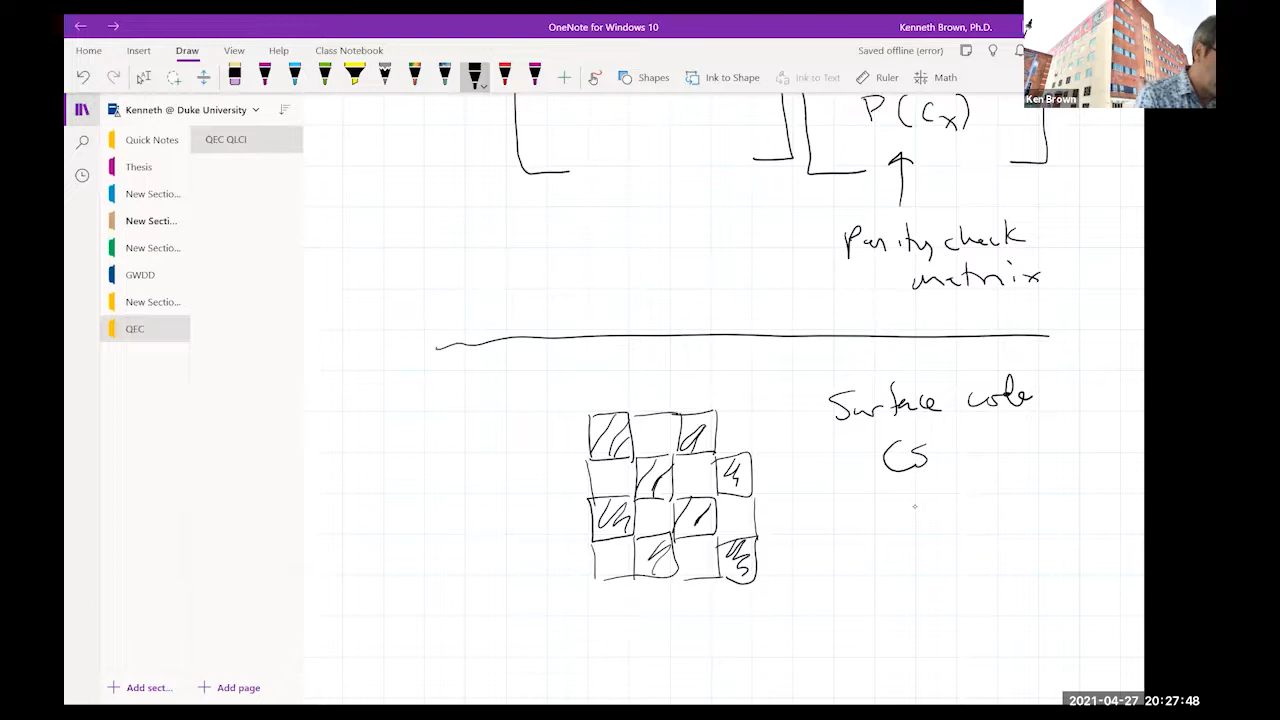 OneNote for Windows 10
Kenneth Brown, Ph.D.
Home Insert Draw View Help Class Notebook
Saved offline (error)
Shapes Ink to Shape Ink to Text Ruler Math
Ken Brown
Kenneth @ Duke University
Quick Notes
QEC QLCI
Thesis
New Sectio...
New Secti...
New Sectio...
GWDD
New Sectio...
QEC
P(Cx)
Parity check
matrix
Surface code
CS
Add sect...
Add page
2021-04-27 20:27:48